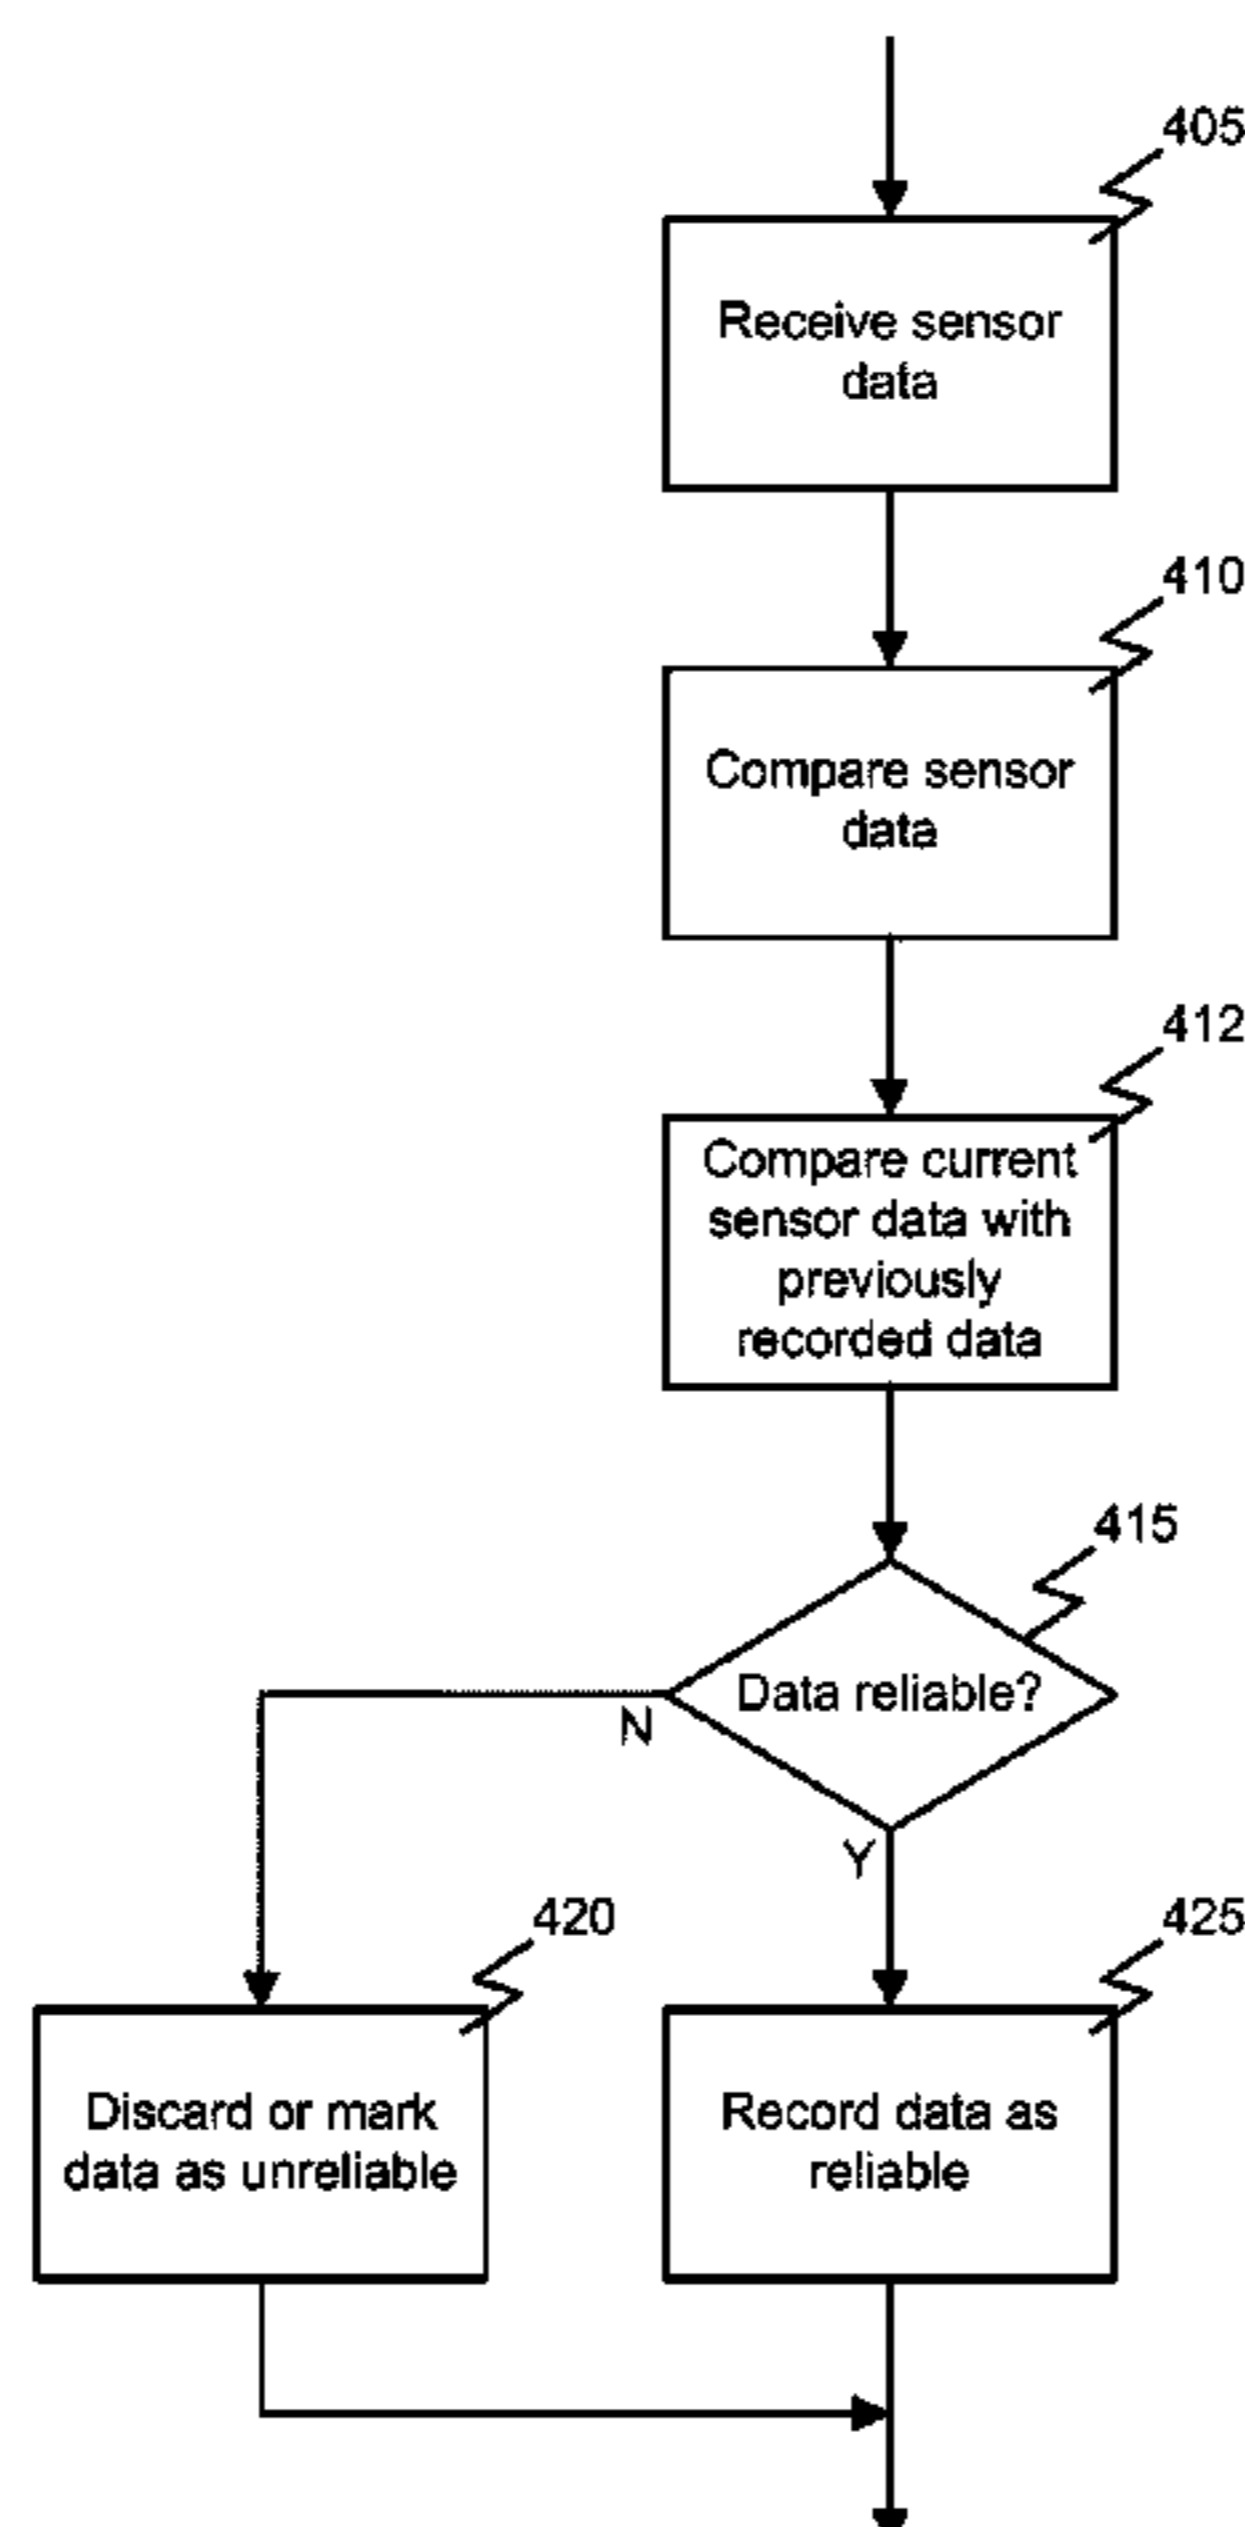 405
Receive sensor
data
410
Compare sensor
data
412
Compare current
sensor data with
previously
recorded data
415
Data reliable?
N
Y
420
425
Discard or mark
data as unreliable
Record data as
reliable